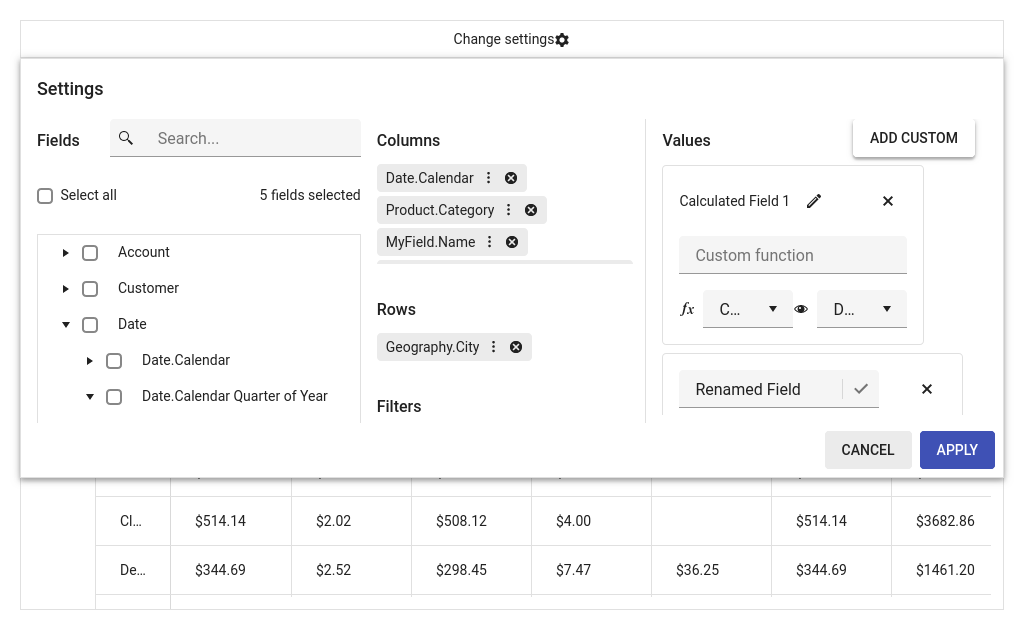 Change settings
Settings
Fields
Search...
Select all
5 fields selected
Account
Customer
Date
Date.Calendar
Date.Calendar Quarter of Year
Columns
Date.Calendar
Product.Category
MyField.Name
Rows
Geography.City
Filters
Values
ADD CUSTOM
Calculated Field 1
Custom function
fx C... D...
Renamed Field
CANCEL APPLY
Cl... $514.14 $2.02 $508.12 $4.00 $514.14 $3682.86
De... $344.69 $2.52 $298.45 $7.47 $36.25 $344.69 $1461.20